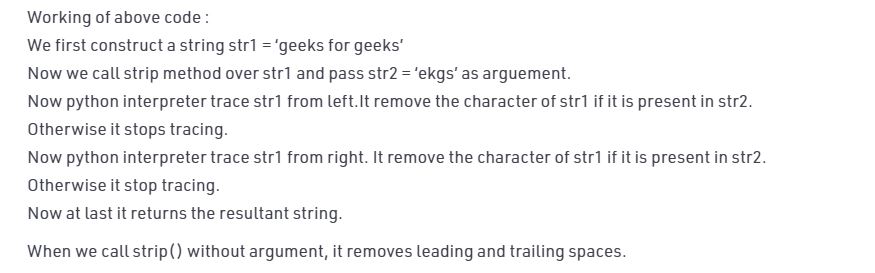 Working of above code :
We first construct a string str1 = ‘geeks for geeks’
Now we call strip method over str1 and pass str2 = ‘ekgs’ as arguement.
Now python interpreter trace str1 from left.It remove the character of str1 if it is present in str2.
Otherwise it stops tracing.
Now python interpreter trace str1 from right. It remove the character of str1 if it is present in str2.
Otherwise it stop tracing.
Now at last it returns the resultant string.
When we call strip() without argument, it removes leading and trailing spaces.